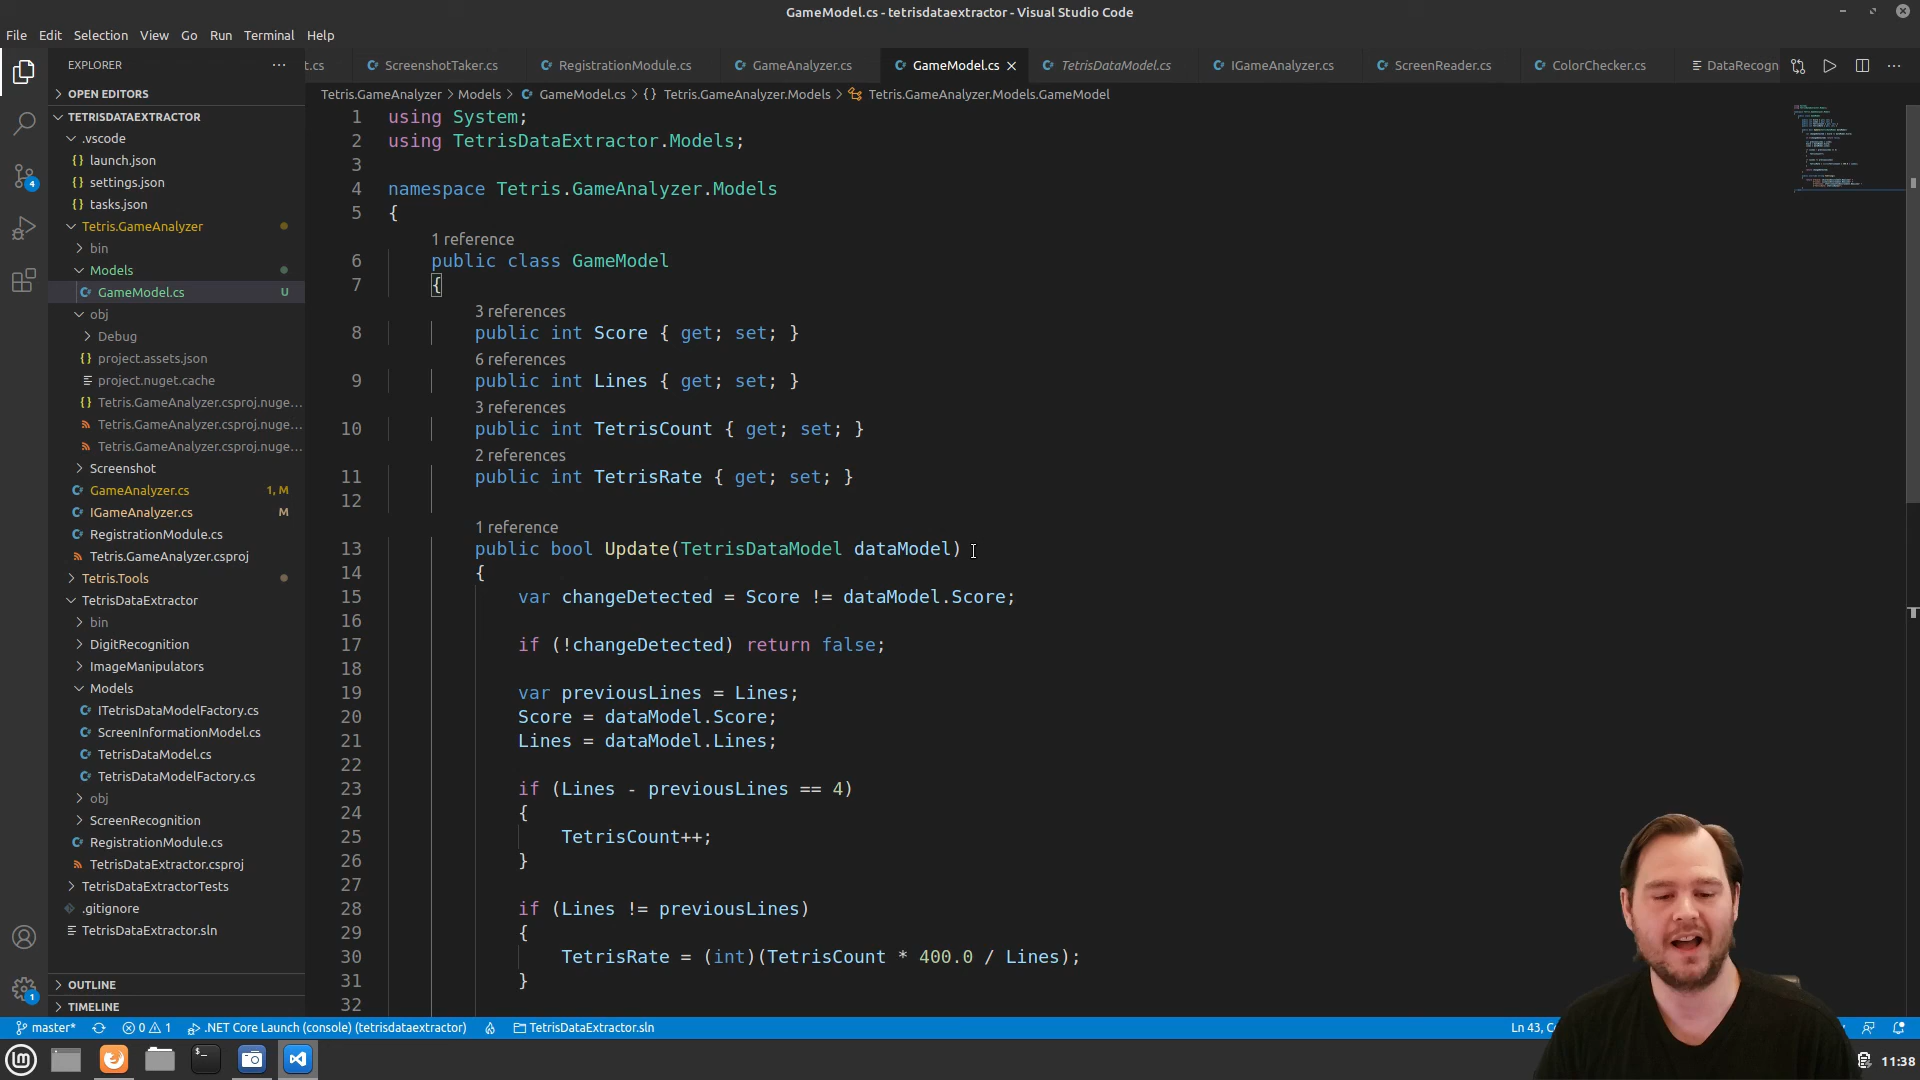 GameModel.cs - tetrisdataextractor - Visual Studio Code
File Edit Selection View Go Run Terminal Help
EXPLORER ···
t.cs ScreenshotTaker.cs RegistrationModule.cs GameAnalyzer.cs GameModel.cs TetrisDataModel.cs IGameAnalyzer.cs ScreenReader.cs ColorChecker.cs DataRecogn
Tetris.GameAnalyzer > Models > GameModel.cs > {} Tetris.GameAnalyzer.Models > Tetris.GameAnalyzer.Models.GameModel
OPEN EDITORS
TETRISDATAEXTRACTOR
.vscode
{} launch.json
{} settings.json
{} tasks.json
Tetris.GameAnalyzer
bin
Models
GameModel.cs U
obj
Debug
{} project.assets.json
project.nuget.cache
{} Tetris.GameAnalyzer.csproj.nuge...
Tetris.GameAnalyzer.csproj.nuge...
Tetris.GameAnalyzer.csproj.nuge...
Screenshot
GameAnalyzer.cs 1, M
IGameAnalyzer.cs M
RegistrationModule.cs
Tetris.GameAnalyzer.csproj
Tetris.Tools
TetrisDataExtractor
bin
DigitRecognition
ImageManipulators
Models
ITetrisDataModelFactory.cs
ScreenInformationModel.cs
TetrisDataModel.cs
TetrisDataModelFactory.cs
obj
ScreenRecognition
RegistrationModule.cs
TetrisDataExtractor.csproj
TetrisDataExtractorTests
.gitignore
TetrisDataExtractor.sln
OUTLINE
TIMELINE
4
1
1 using System;
2 using TetrisDataExtractor.Models;
3
4 namespace Tetris.GameAnalyzer.Models
5 {
1 reference
6 public class GameModel
7 {
3 references
8 public int Score { get; set; }
6 references
9 public int Lines { get; set; }
3 references
10 public int TetrisCount { get; set; }
2 references
11 public int TetrisRate { get; set; }
12
1 reference
13 public bool Update(TetrisDataModel dataModel)
14 {
15 var changeDetected = Score != dataModel.Score;
16
17 if (!changeDetected) return false;
18
19 var previousLines = Lines;
20 Score = dataModel.Score;
21 Lines = dataModel.Lines;
22
23 if (Lines - previousLines == 4)
24 {
25 TetrisCount++;
26 }
27
28 if (Lines != previousLines)
29 {
30 TetrisRate = (int)(TetrisCount * 400.0 / Lines);
31 }
32
master* 0 1 .NET Core Launch (console) (tetrisdataextractor) TetrisDataExtractor.sln Ln 43,
11:38